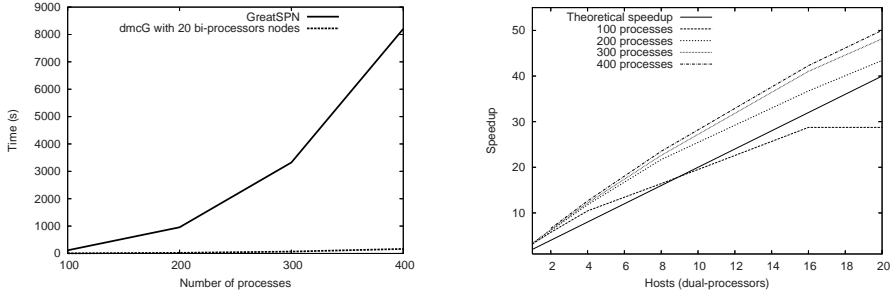 9000
8000
7000
6000
5000
4000
3000
2000
1000
0
100
200
300
400
Time (s)
Number of processes
GreatSPN
dmcG with 20 bi-processors nodes
50
40
30
20
10
2
4
6
8
10
12
14
16
18
20
Speedup
Hosts (dual-processors)
Theoretical speedup
100 processes
200 processes
300 processes
400 processes